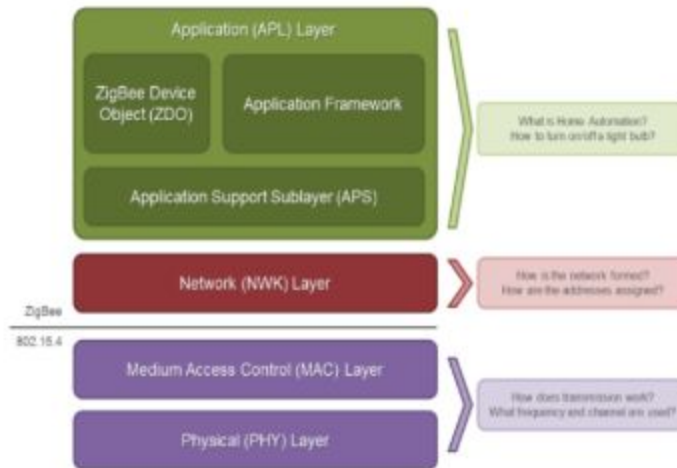 Application (APL) Layer
ZigBee Device
Object (ZDO)
Application Framework
What is Home Automation?
How to turn on/off a light bulb?
Application Support Sublayer (APS)
Network (NWK) Layer
How is the network formed?
How are the addresses assigned?
ZigBee
802.15.4
Medium Access Control (MAC) Layer
How does transmission work?
What frequency and channel are used?
Physical (PHY) Layer